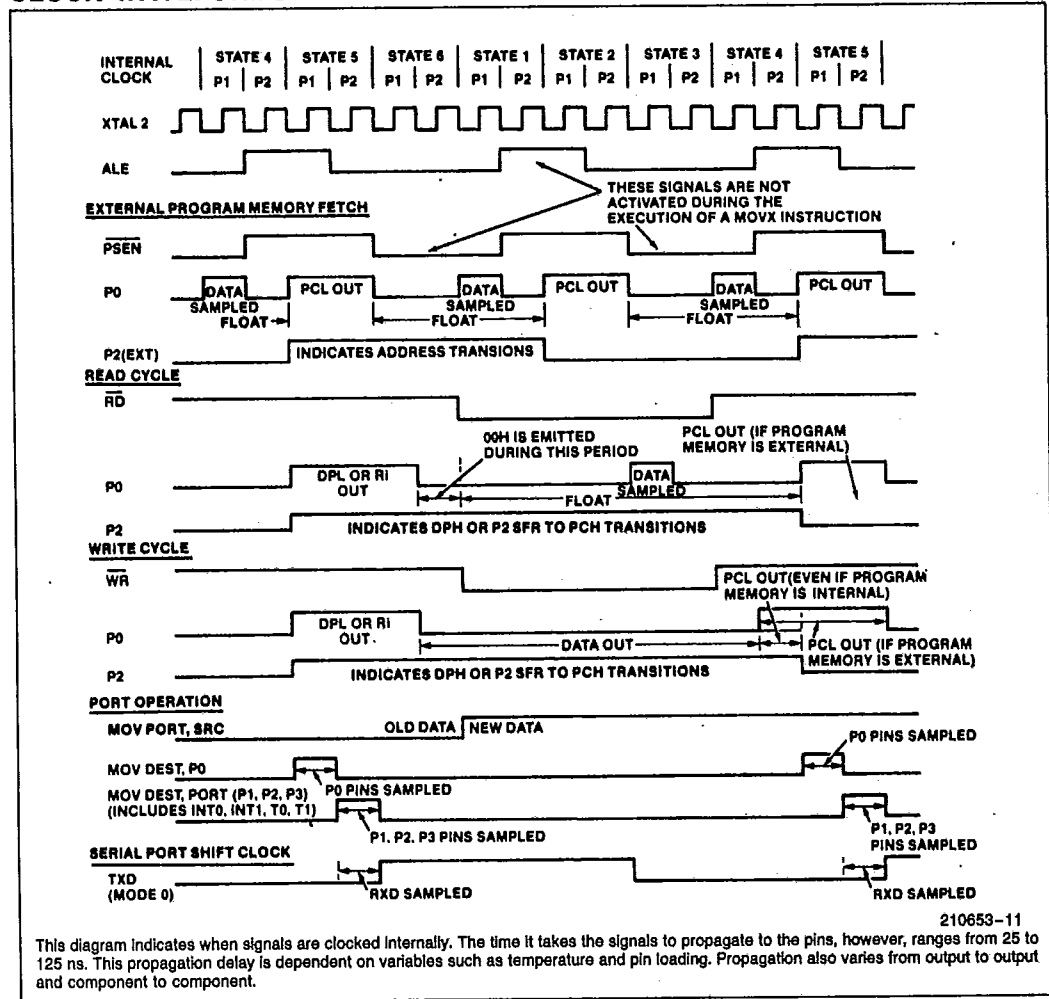 INTERNAL CLOCK
STATE 4 STATE 5 STATE 6 STATE 1 STATE 2 STATE 3 STATE 4 STATE 5
P1 P2 P1 P2 P1 P2 P1 P2 P1 P2 P1 P2 P1 P2 P1 P2
XTAL 2
ALE
THESE SIGNALS ARE NOT
ACTIVATED DURING THE
EXECUTION OF A MOVX INSTRUCTION
EXTERNAL PROGRAM MEMORY FETCH
PSEN
P0
DATA PCL OUT DATA PCL OUT DATA PCL OUT
SAMPLED SAMPLED SAMPLED
FLOAT FLOAT FLOAT
P2(EXT)
INDICATES ADDRESS TRANSIONS
READ CYCLE
RD
00H IS EMITTED
DURING THIS PERIOD
PCL OUT (IF PROGRAM
MEMORY IS EXTERNAL)
P0
DPL OR Ri
OUT
DATA
SAMPLED
FLOAT
P2
INDICATES DPH OR P2 SFR TO PCH TRANSITIONS
WRITE CYCLE
WR
PCL OUT(EVEN IF PROGRAM
MEMORY IS INTERNAL)
P0
DPL OR Ri
OUT
DATA OUT
PCL OUT (IF PROGRAM
MEMORY IS EXTERNAL)
P2
INDICATES DPH OR P2 SFR TO PCH TRANSITIONS
PORT OPERATION
MOV PORT, SRC
OLD DATA NEW DATA
P0 PINS SAMPLED
MOV DEST, P0
P0 PINS SAMPLED
MOV DEST, PORT (P1, P2, P3)
(INCLUDES INT0, INT1, T0, T1)
P1, P2, P3 PINS SAMPLED
P1, P2, P3
PINS SAMPLED
SERIAL PORT SHIFT CLOCK
TXD
(MODE 0)
RXD SAMPLED
RXD SAMPLED
210653-11
This diagram indicates when signals are clocked internally. The time it takes the signals to propagate to the pins, however, ranges from 25 to
125 ns. This propagation delay is dependent on variables such as temperature and pin loading. Propagation also varies from output to output
and component to component.